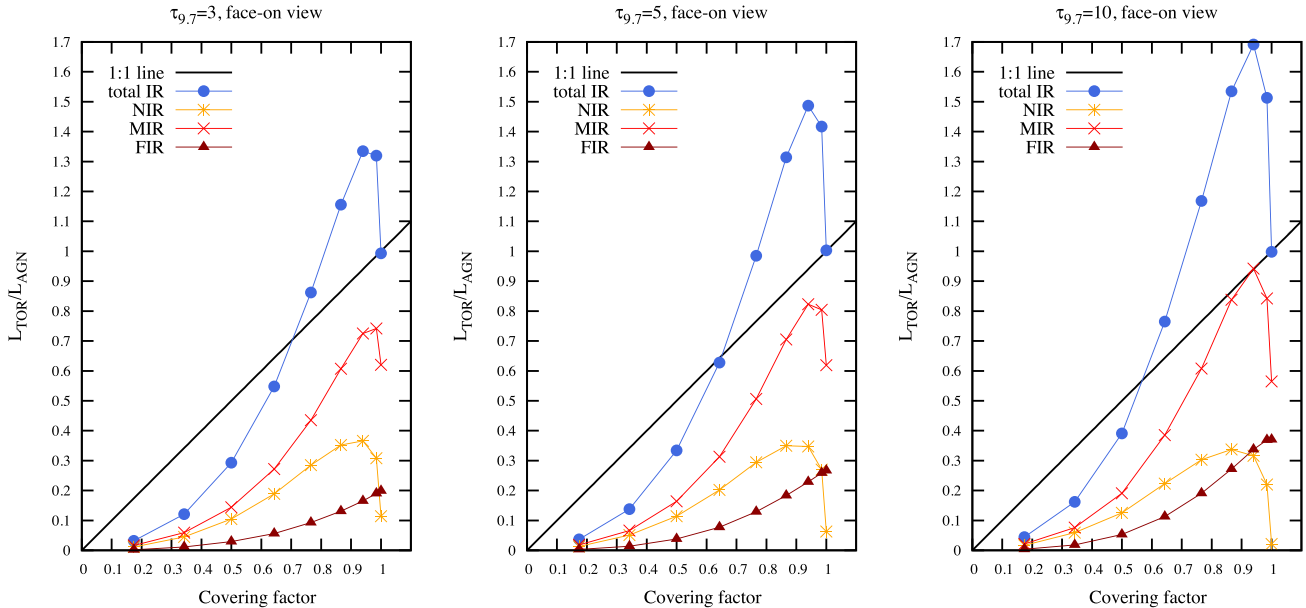 τ9.7=3, face-on view
1.7
1.6
1.5
1.4
1.3
1.2
1.1
1
0.9
0.8
0.7
0.6
0.5
0.4
0.3
0.2
0.1
0
1:1 line
total IR
NIR
MIR
FIR
LTOR/LAGN
0 0.1 0.2 0.3 0.4 0.5 0.6 0.7 0.8 0.9 1
Covering factor
τ9.7=5, face-on view
1.7
1.6
1.5
1.4
1.3
1.2
1.1
1
0.9
0.8
0.7
0.6
0.5
0.4
0.3
0.2
0.1
0
1:1 line
total IR
NIR
MIR
FIR
LTOR/LAGN
0 0.1 0.2 0.3 0.4 0.5 0.6 0.7 0.8 0.9 1
Covering factor
τ9.7=10, face-on view
1.7
1.6
1.5
1.4
1.3
1.2
1.1
1
0.9
0.8
0.7
0.6
0.5
0.4
0.3
0.2
0.1
0
1:1 line
total IR
NIR
MIR
FIR
LTOR/LAGN
0 0.1 0.2 0.3 0.4 0.5 0.6 0.7 0.8 0.9 1
Covering factor